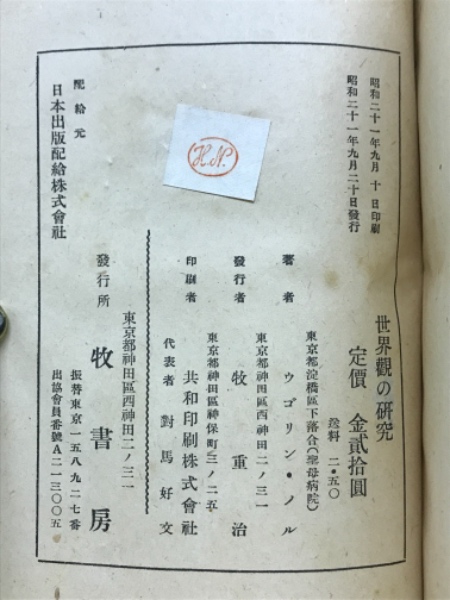 昭和二十一年九月 十 日印刷
昭和二十一年九月二十日發行
世界觀の研究
定價 金貳拾圓
送料 二・五〇
東京都淀橋區下落合(聖母病院)
著者 ウゴリン・ノル
東京都神田區西神田二ノ三一
發行者 牧重治
東京都神田區神保町三ノ二五
印刷者 共和印刷株式會社
代表者 對馬好文
東京都神田區西神田二ノ三一
發行所 牧書房
振替東京一五八九二七番
出協會員番號A二一三〇〇五
配給元
日本出版配給株式會社
H.N.